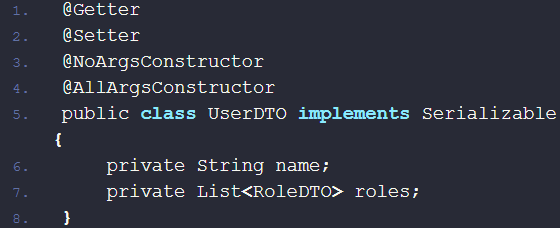 1. @Getter
2. @Setter
3. @NoArgsConstructor
4. @AllArgsConstructor
5. public class UserDTO implements Serializable
{
6. private String name;
7. private List<RoleDTO> roles;
8. }